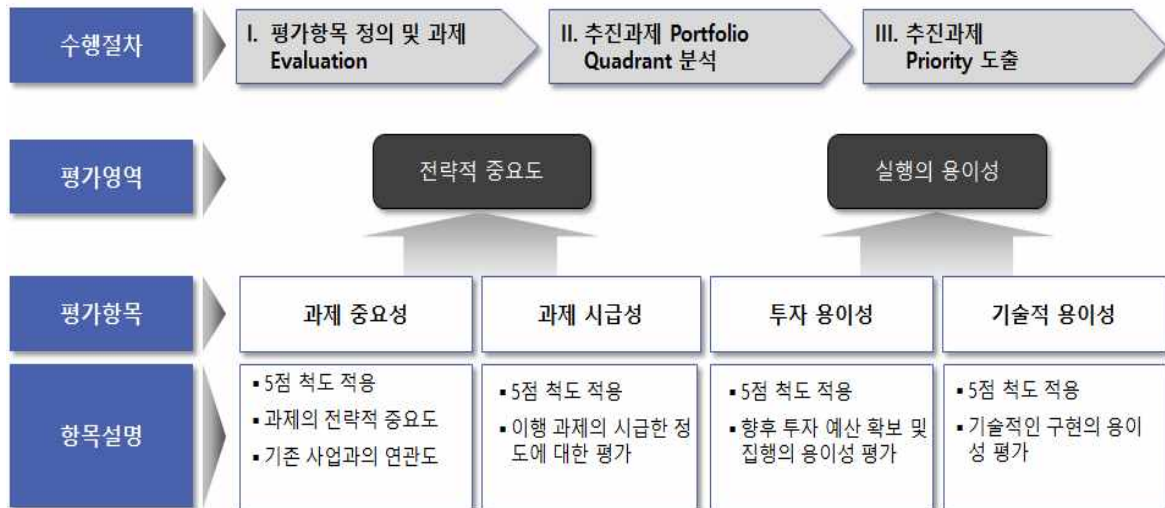 수행절차
I. 평가항목 정의 및 과제
Evaluation
II. 추진과제 Portfolio
Quadrant 분석
III. 추진과제
Priority 도출
평가영역
전략적 중요도
실행의 용이성
평가항목
과제 중요성
과제 시급성
투자 용이성
기술적 용이성
항목설명
▪ 5점 척도 적용
▪ 과제의 전략적 중요도
▪ 기존 사업과의 연관도
▪ 5점 척도 적용
▪ 이행 과제의 시급한 정
도에 대한 평가
▪ 5점 척도 적용
▪ 향후 투자 예산 확보 및
집행의 용이성 평가
▪ 5점 척도 적용
▪ 기술적인 구현의 용이
성 평가